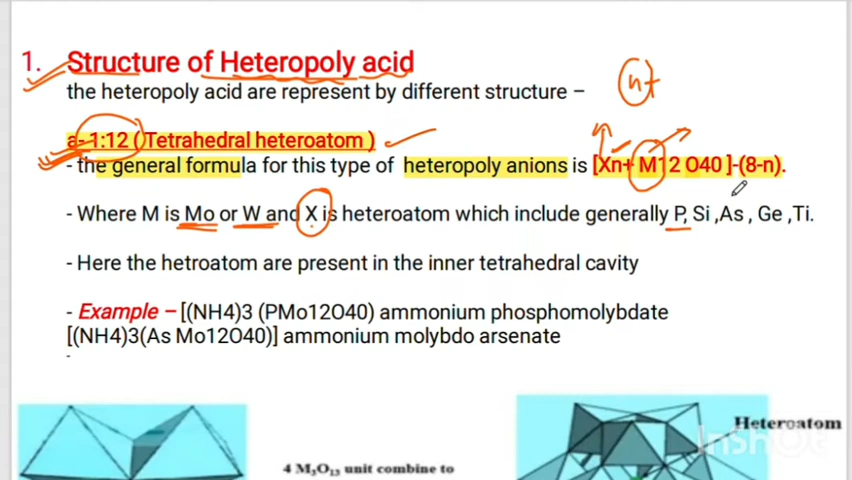 1. Structure of Heteropoly acid
the heteropoly acid are represent by different structure –
n+
a- 1:12 ( Tetrahedral heteroatom )
- the general formula for this type of heteropoly anions is [Xn+ M12 O40 ]-(8-n).
- Where M is Mo or W and X is heteroatom which include generally P, Si ,As , Ge ,Ti.
- Here the hetroatom are present in the inner tetrahedral cavity
- Example – [(NH4)3 (PMo12O40) ammonium phosphomolybdate
[(NH4)3(As Mo12O40)] ammonium molybdo arsenate
-
Heteroatom
InShOt
4 M₃O₁₃ unit combine to